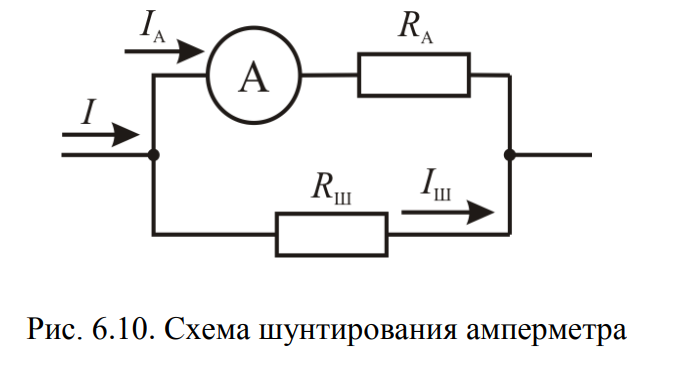 I_A
R_A
A
I
R_Ш
I_Ш
Рис. 6.10. Схема шунтирования амперметра